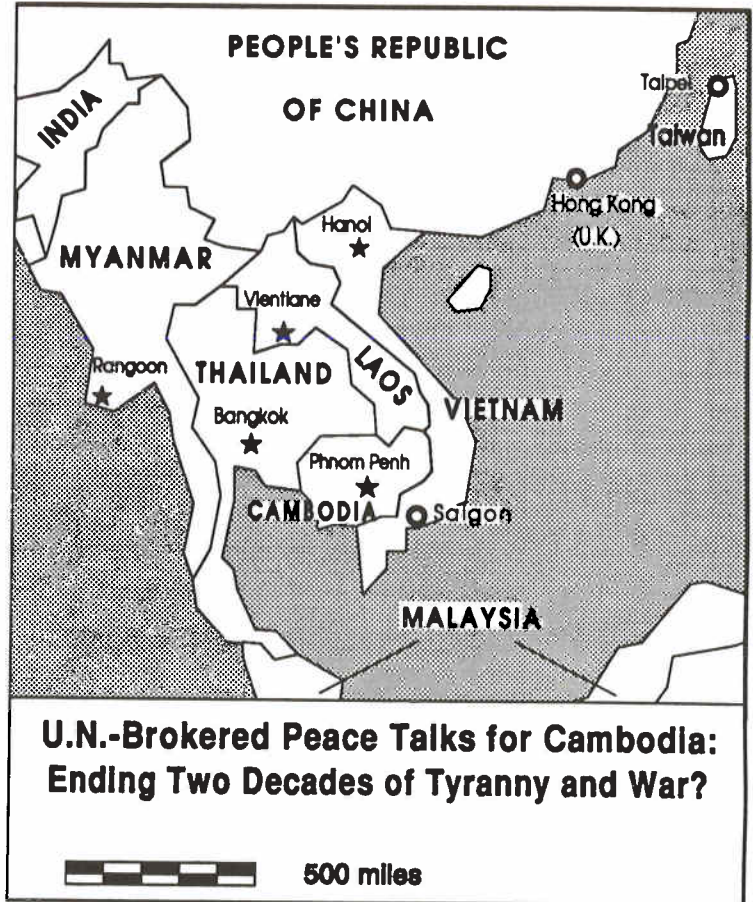 PEOPLE'S REPUBLIC
OF CHINA
INDIA
Taipei
Taiwan
Hong Kong
(U.K.)
Hanoi
MYANMAR
Vientiane
Rangoon
THAILAND
LAOS
VIETNAM
Bangkok
Phnom Penh
CAMBODIA
Saigon
MALAYSIA
U.N.-Brokered Peace Talks for Cambodia:
Ending Two Decades of Tyranny and War?
500 miles